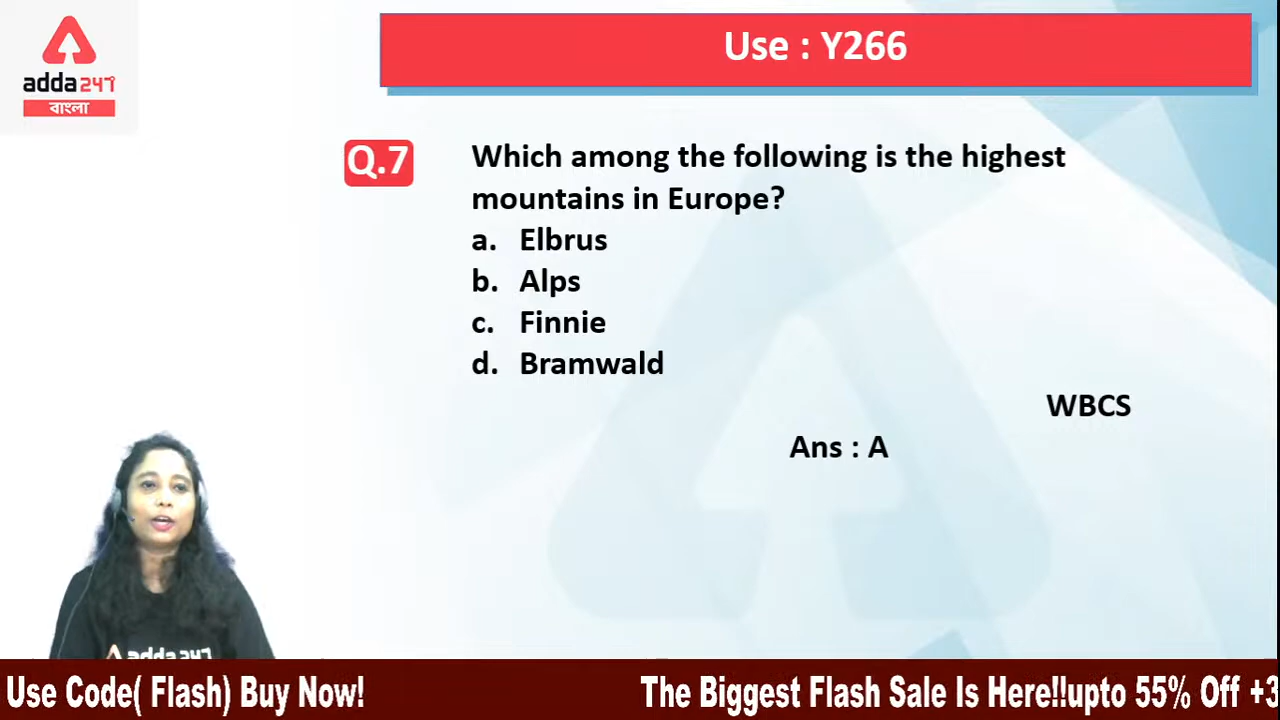 adda247
বাংলা
Use : Y266
Q.7
Which among the following is the highest
mountains in Europe?
a. Elbrus
b. Alps
c. Finnie
d. Bramwald
WBCS
Ans : A
adda247
Use Code( Flash) Buy Now!
The Biggest Flash Sale Is Here!!upto 55% Off +3